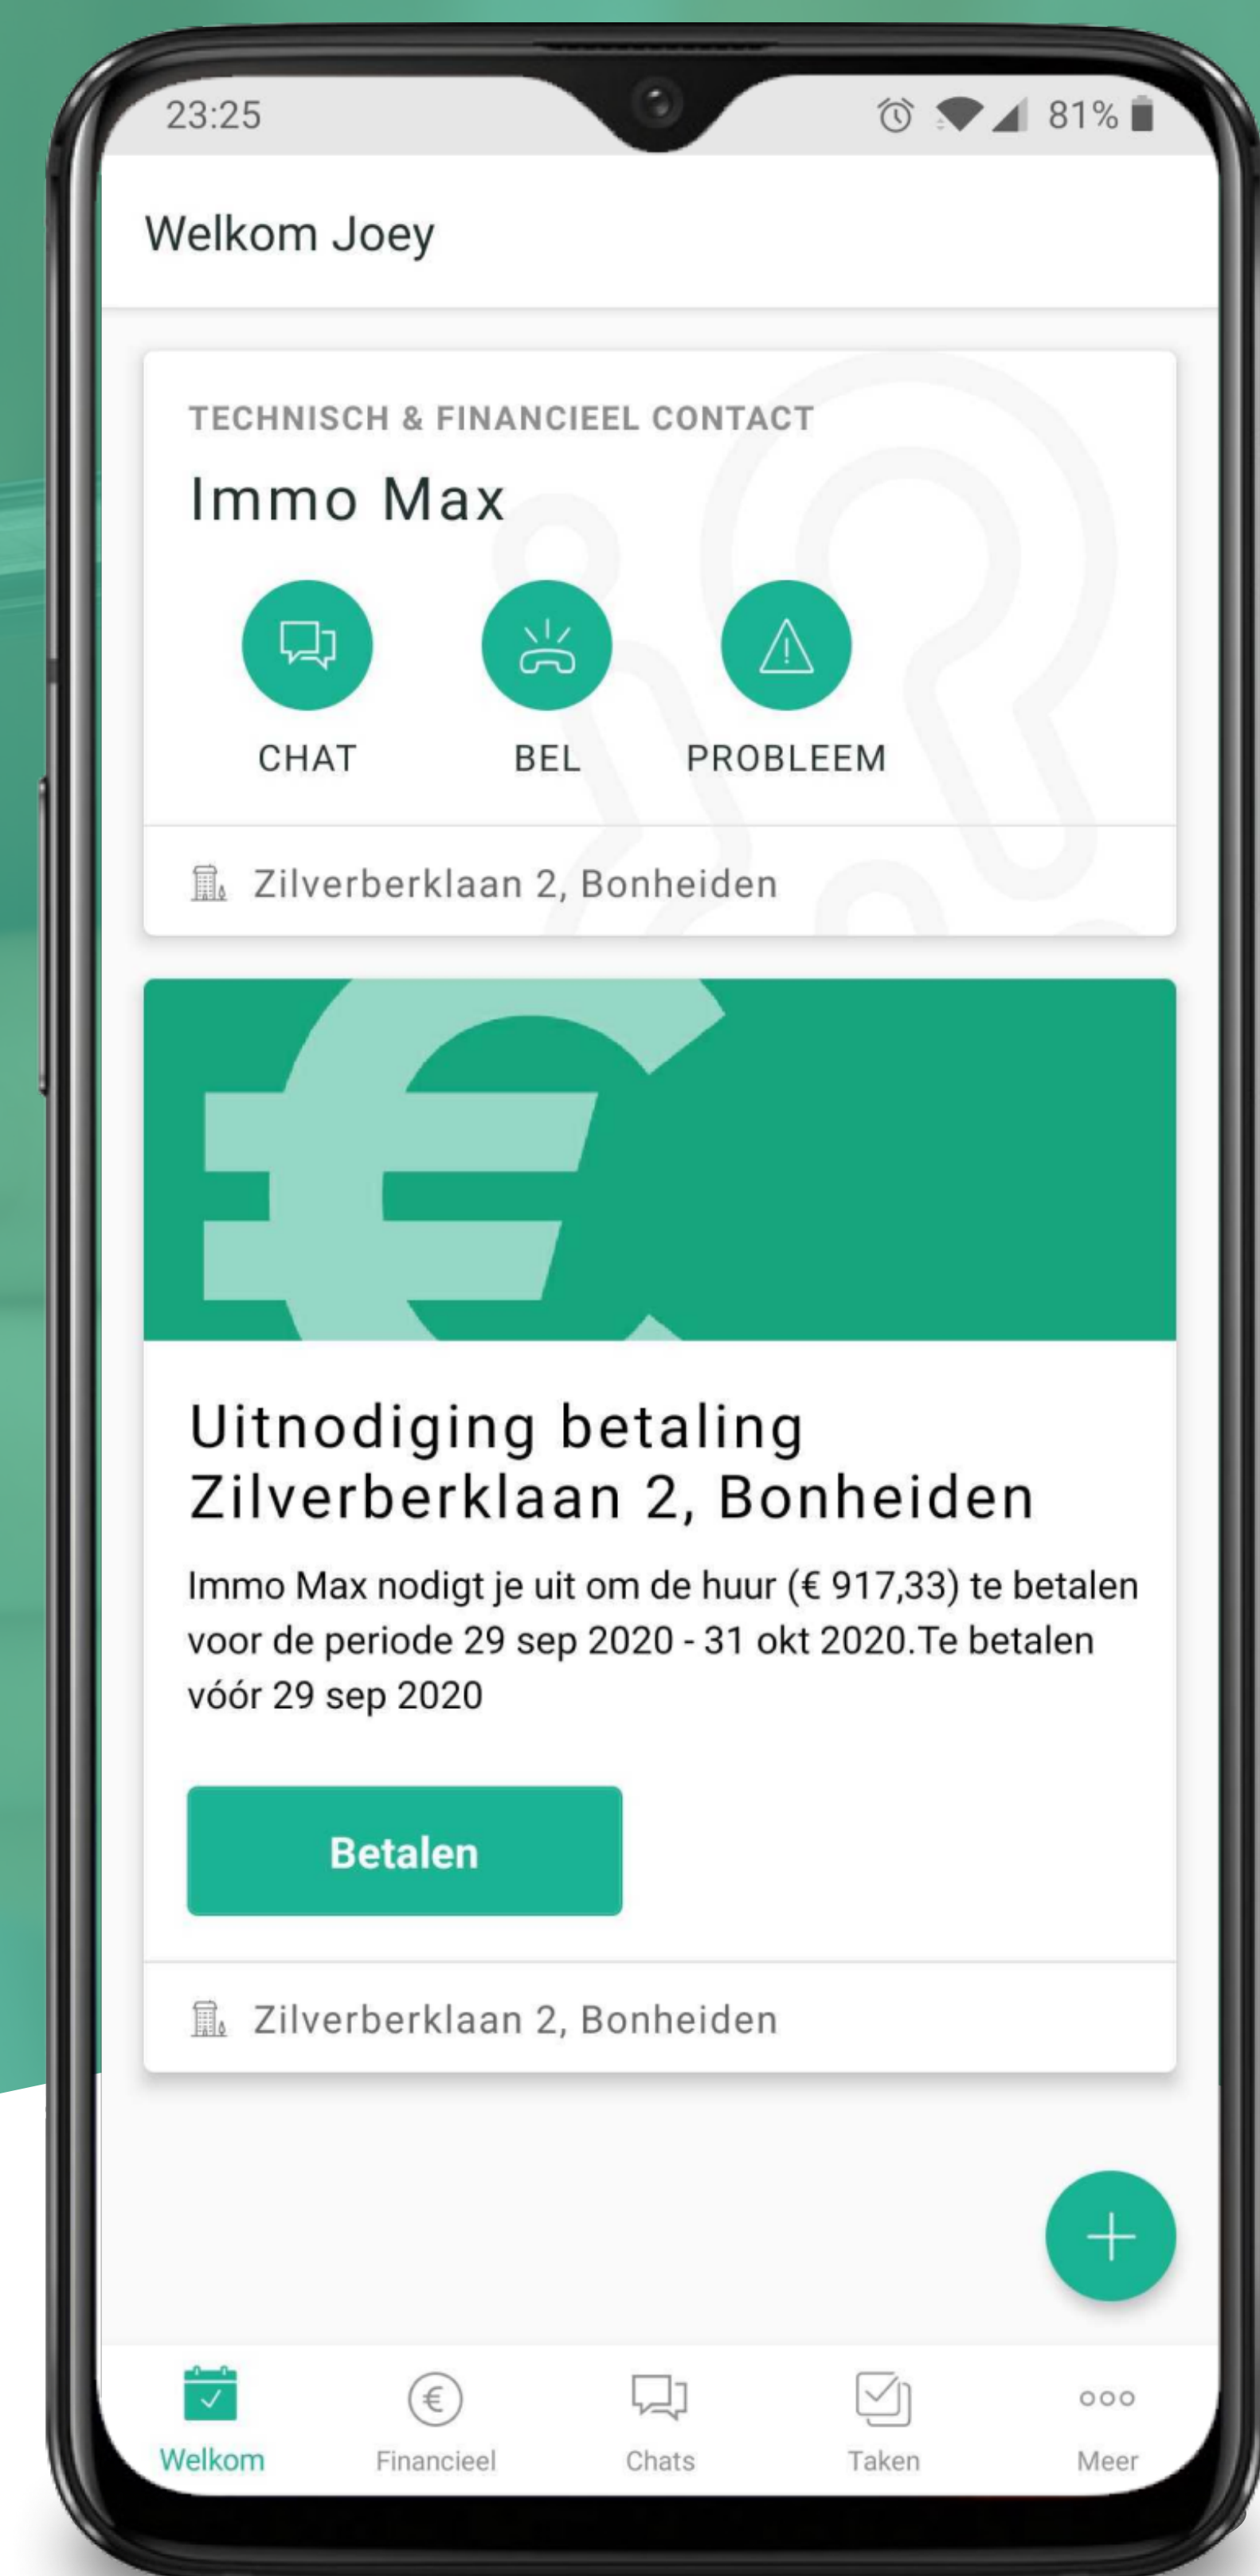 23:25 81%
Welkom Joey
TECHNISCH & FINANCIEEL CONTACT
Immo Max
CHAT BEL PROBLEEM
Zilverberklaan 2, Bonheiden
Uitnodiging betaling
Zilverberklaan 2, Bonheiden
Immo Max nodigt je uit om de huur (€ 917,33) te betalen
voor de periode 29 sep 2020 - 31 okt 2020.Te betalen
vóór 29 sep 2020
Betalen
Zilverberklaan 2, Bonheiden
Welkom Financieel Chats Taken Meer